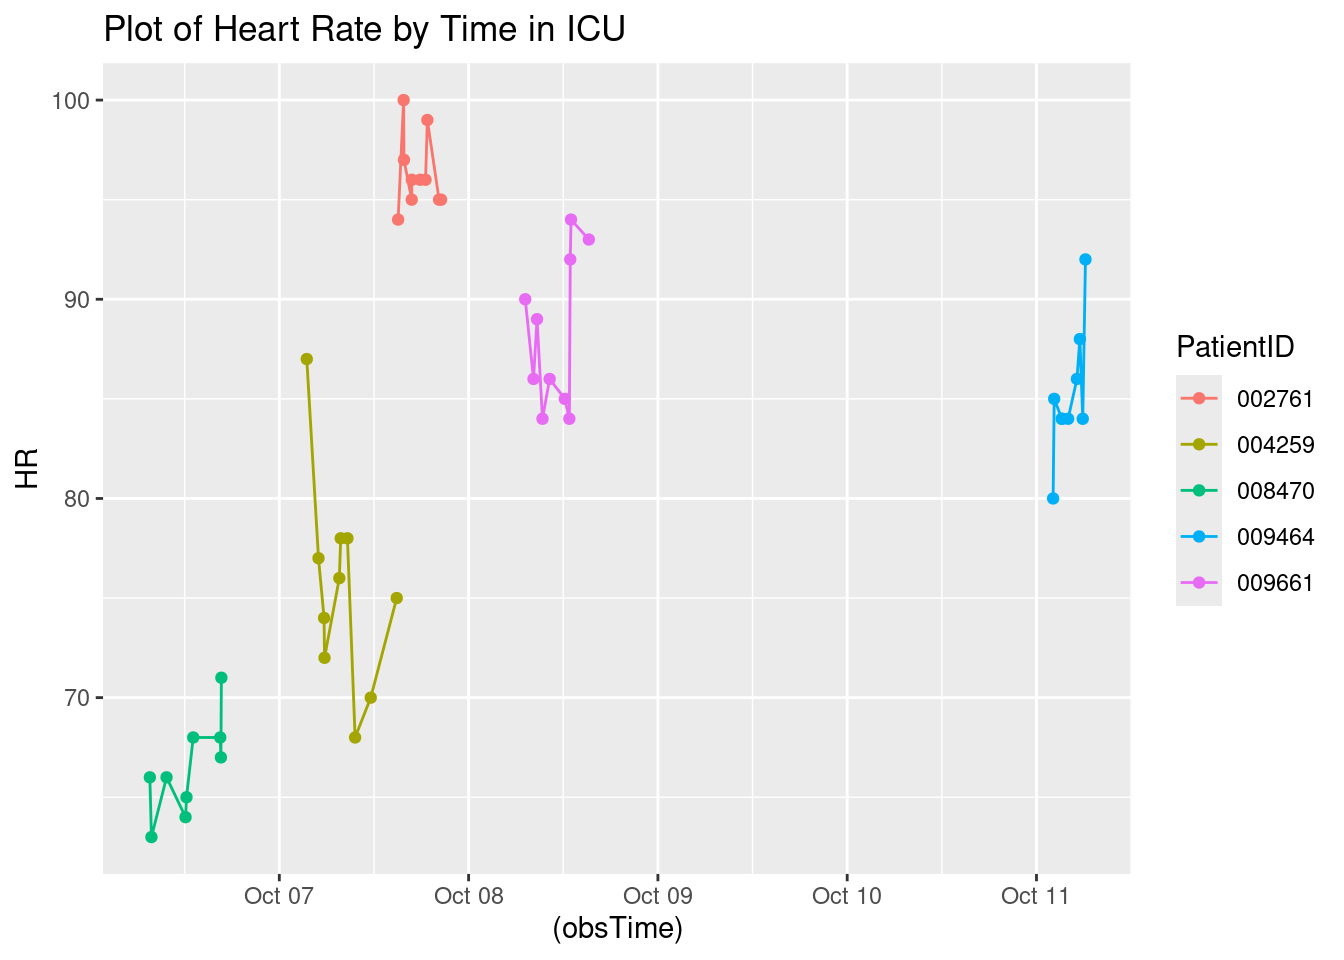 Plot of Heart Rate by Time in ICU
100
90
80
70
HR
Oct 07
Oct 08
Oct 09
Oct 10
Oct 11
(obsTime)
PatientID
002761
004259
008470
009464
009661